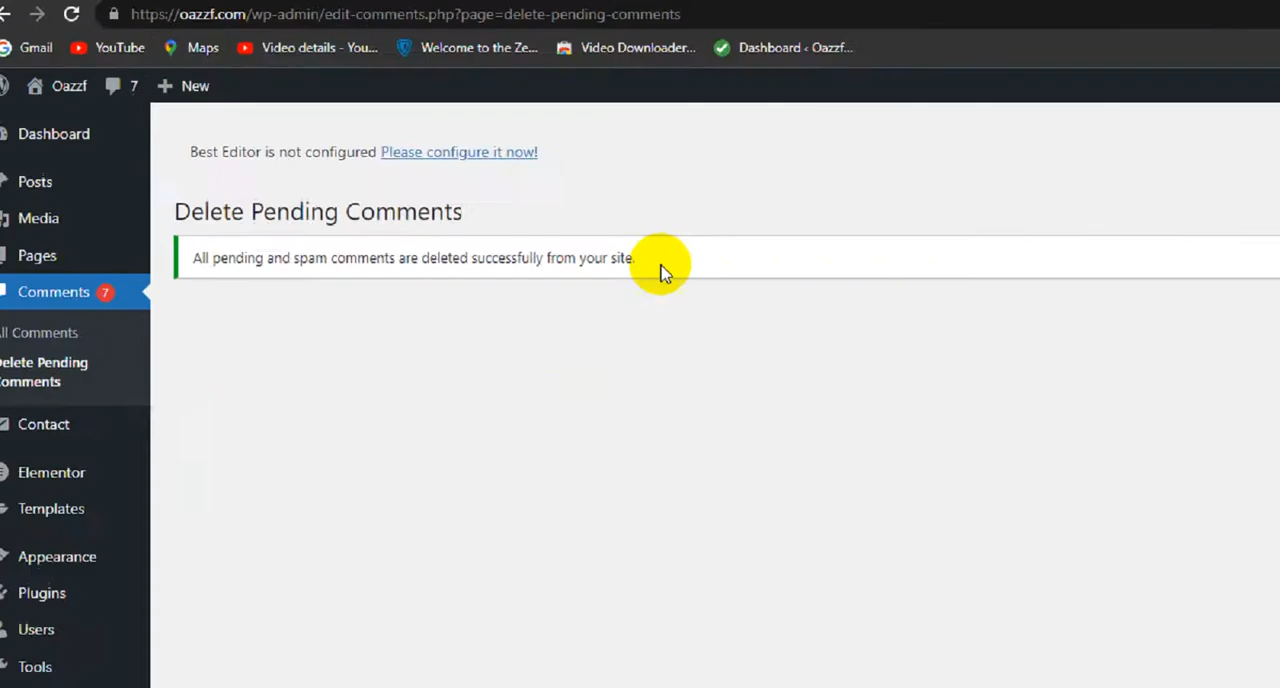 https://oazzf.com/wp-admin/edit-comments.php?page=delete-pending-comments
Gmail YouTube Maps Video details - You... Welcome to the Ze... Video Downloader... Dashboard ‹ Oazzf...
Oazzf 7 New
Dashboard
Best Editor is not configured Please configure it now!
Posts
Delete Pending Comments
Media
Pages
All pending and spam comments are deleted successfully from your site.
Comments 7
ll Comments
elete Pending
omments
Contact
Elementor
Templates
Appearance
Plugins
Users
Tools